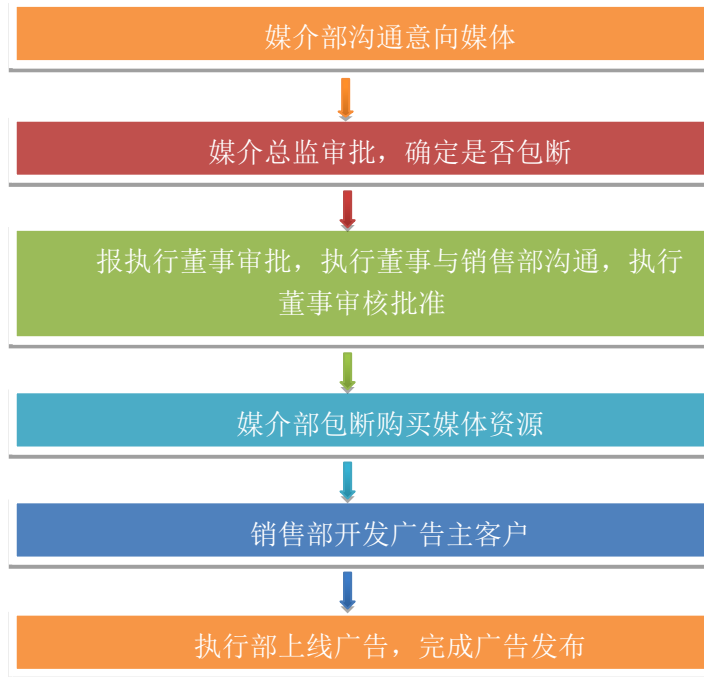 媒介部沟通意向媒体
媒介总监审批，确定是否包断
报执行董事审批，执行董事与销售部沟通，执行
董事审核批准
媒介部包断购买媒体资源
销售部开发广告主客户
执行部上线广告，完成广告发布